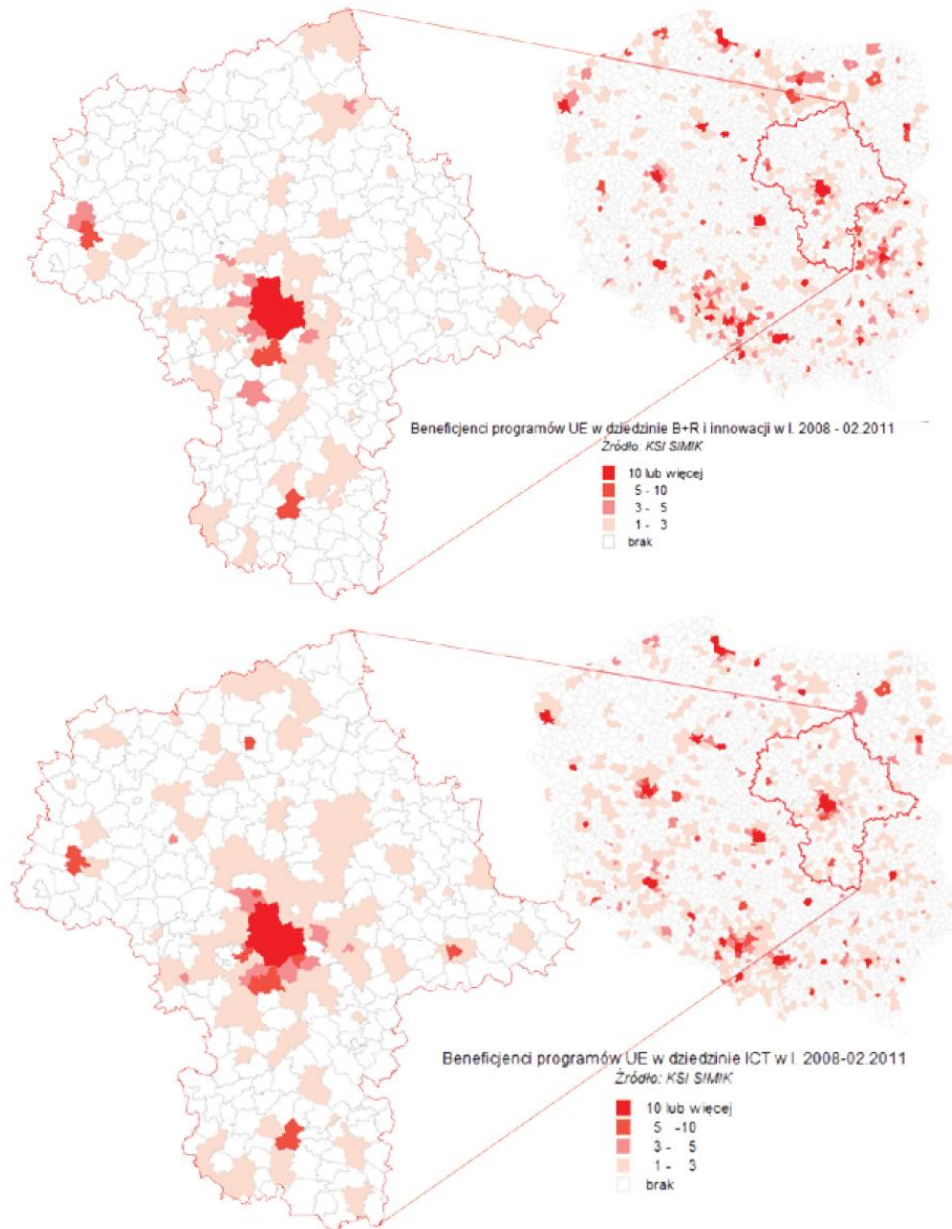 Beneficjenci programów UE w dziedzinie B+R i innowacji w l. 2008 - 02.2011
Źródło: KSI SIMIK
10 lub więcej
5 - 10
3 - 5
1 - 3
brak
Beneficjenci programów UE w dziedzinie ICT w l. 2008-02.2011
Źródło: KSI SIMIK
10 lub więcej
5 -10
3 - 5
1 - 3
brak